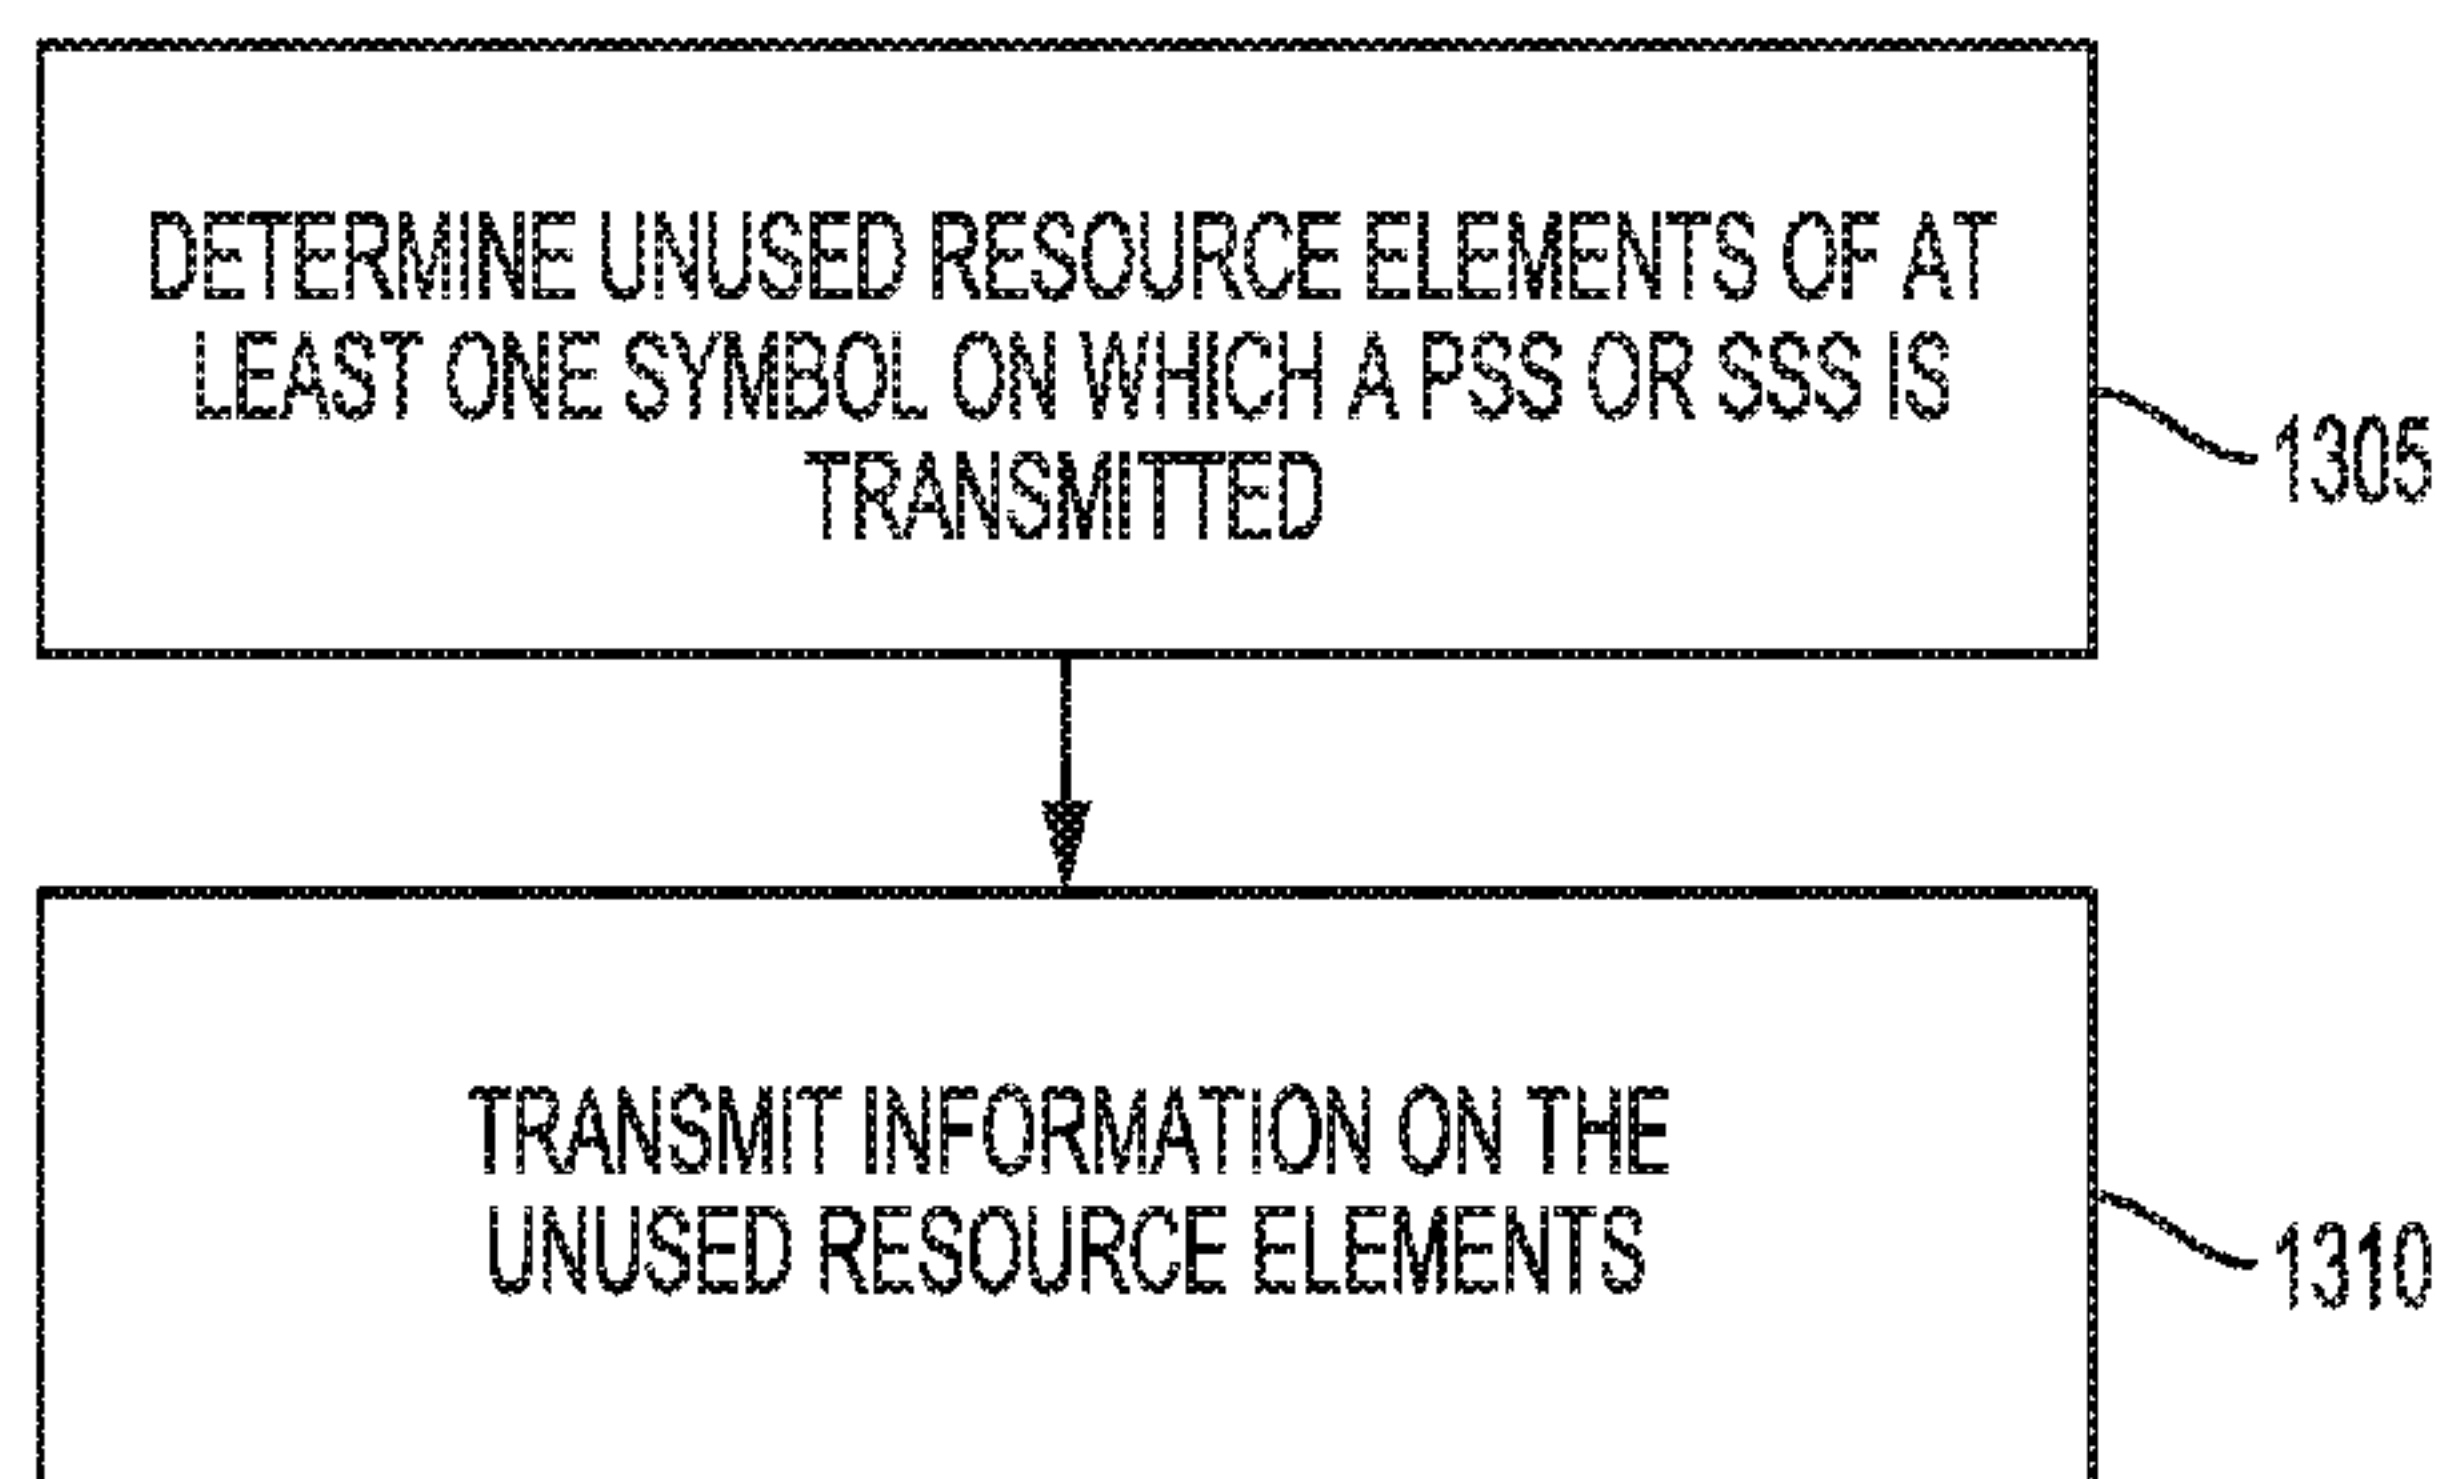 DETERMINE UNUSED RESOURCE ELEMENTS OF AT
LEAST ONE SYMBOL ON WHICH A PSS OR SSS IS
TRANSMITTED
1305
TRANSMIT INFORMATION ON THE
UNUSED RESOURCE ELEMENTS
1310